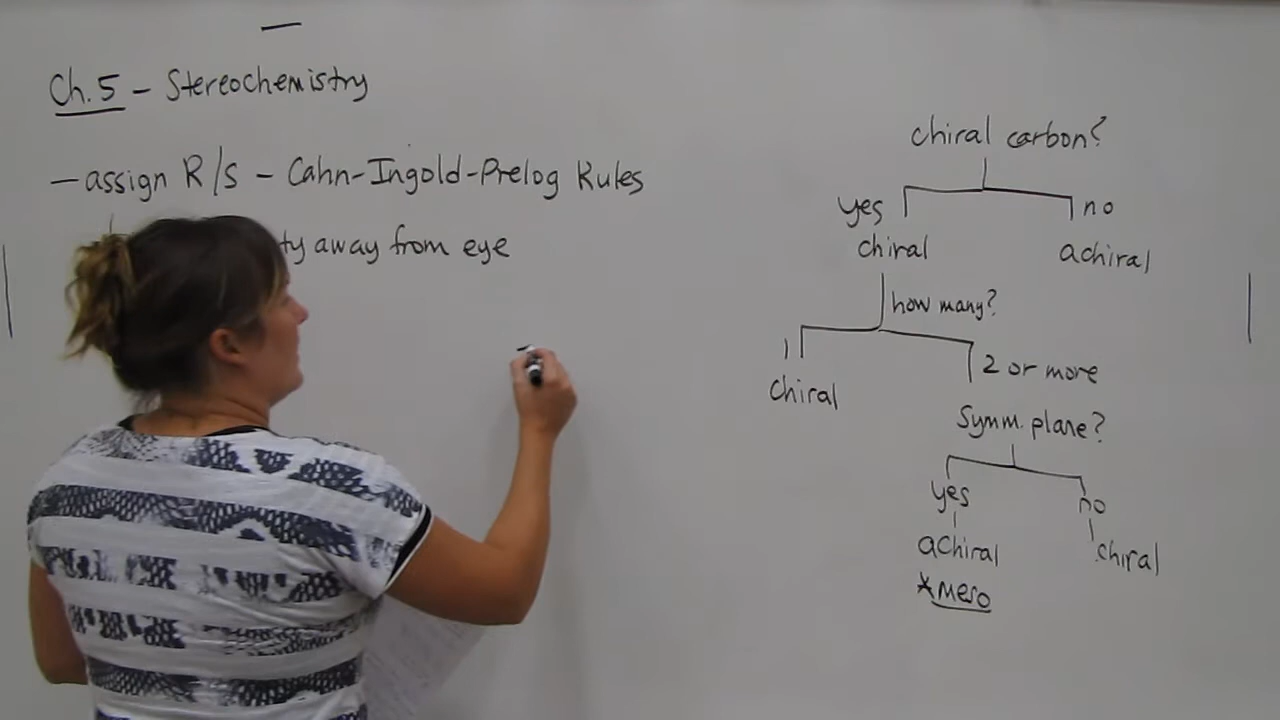 Ch. 5 – Stereochemistry
– assign R/S – Cahn-Ingold-Prelog Rules
away from eye
chiral carbon?
yes
no
chiral
achiral
how many?
1
2 or more
chiral
Symm. plane?
yes
no
achiral
chiral
*meso